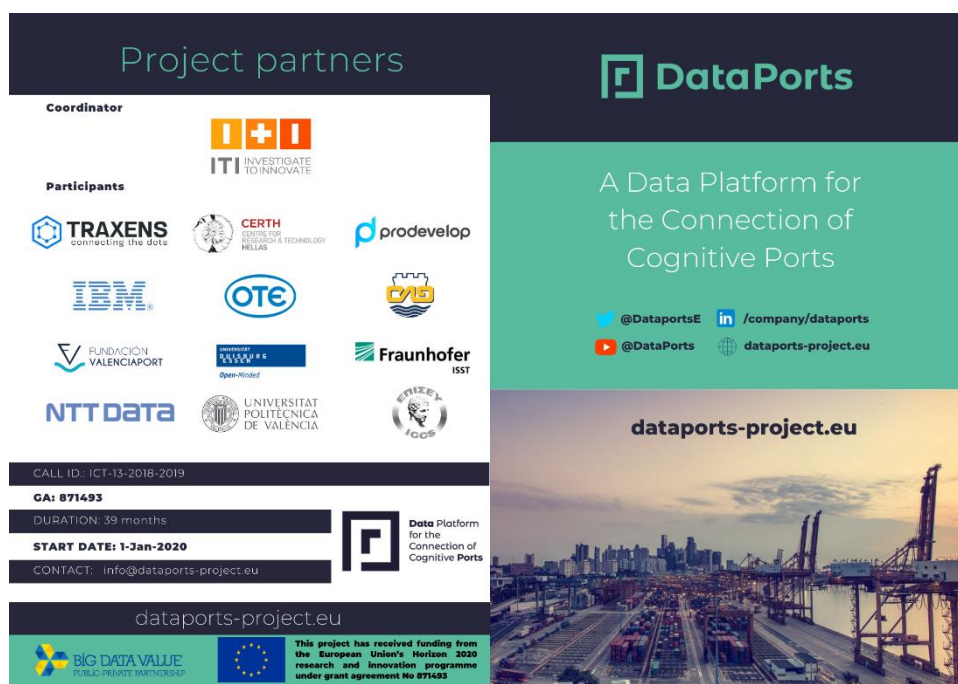 Project partners
Coordinator
I+I
ITI INVESTIGATE
TO INNOVATE
Participants
TRAXENS
connecting the dots
CERTH
CENTRE FOR
RESEARCH & TECHNOLOGY
HELLAS
prodevelop
IBM®
OTE
FUNDACIÓN
VALENCIAPORT
UNIVERSITÄT
DUISBURG
ESSEN
Open-Minded
Fraunhofer
ISST
NTT DATA
UNIVERSITAT
POLITÈCNICA
DE VALÈNCIA
ΕΠΙΣΕΥ
ICCS
CALL ID.: ICT-13-2018-2019
GA: 871493
DURATION: 39 months
START DATE: 1-Jan-2020
CONTACT: info@dataports-project.eu
Data Platform
for the
Connection of
Cognitive Ports
dataports-project.eu
BIG DATA VALUE
PUBLIC-PRIVATE PARTNERSHIP
This project has received funding from
the European Union's Horizon 2020
research and innovation programme
under grant agreement No 871493
DataPorts
A Data Platform for
the Connection of
Cognitive Ports
@DataportsE
/company/dataports
@DataPorts
dataports-project.eu
dataports-project.eu